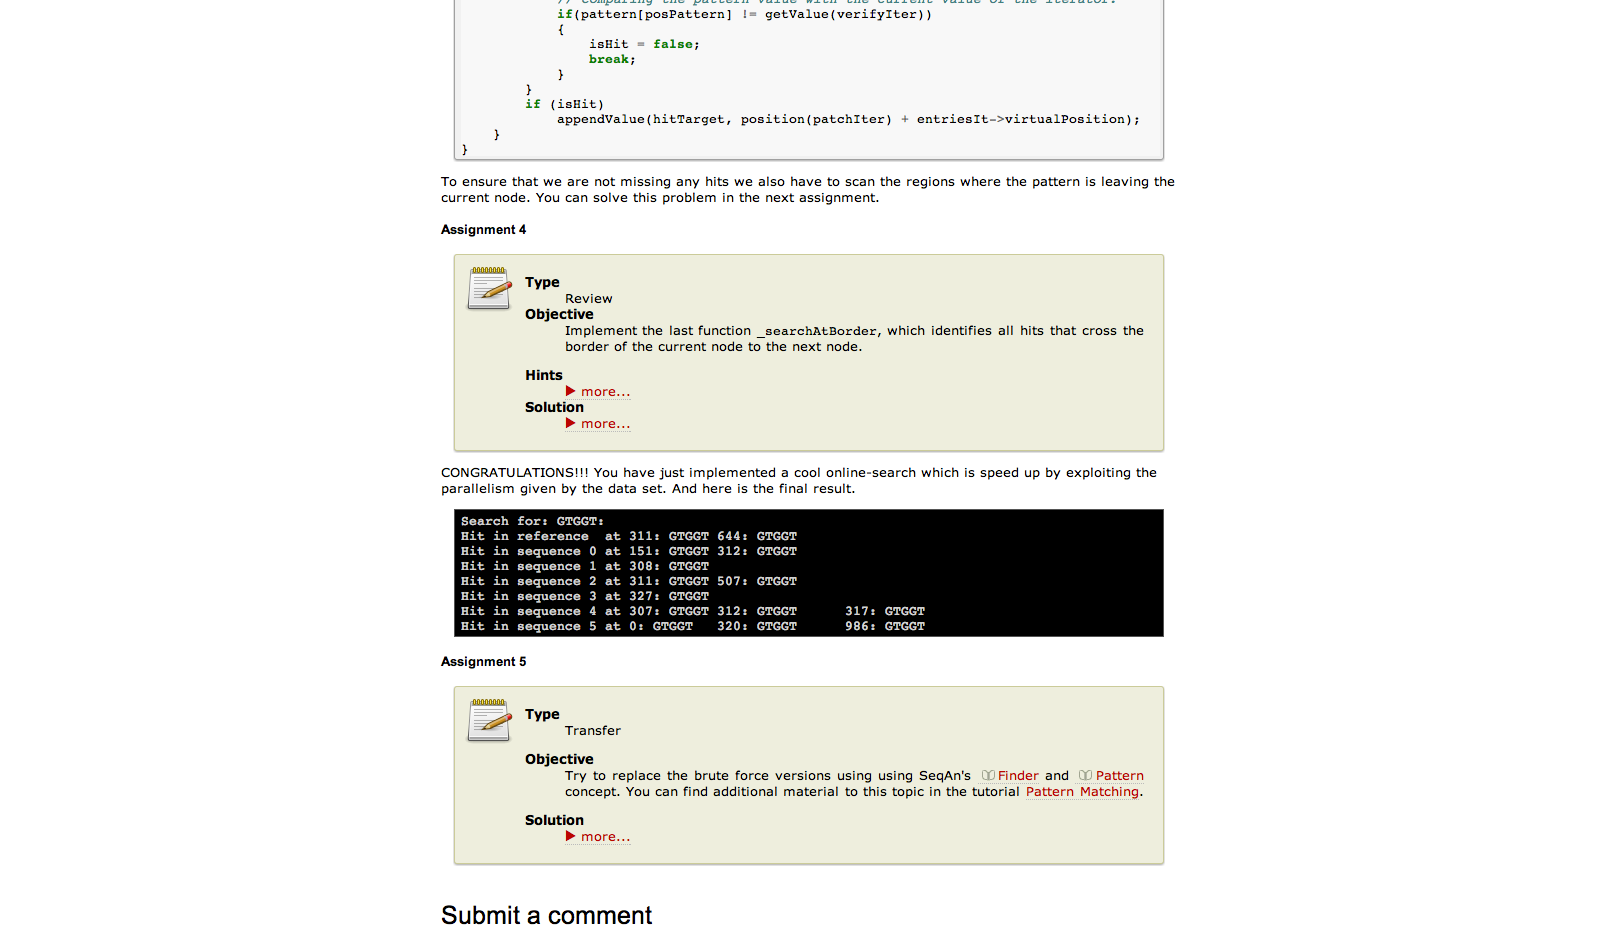 // Comparing the pattern value with the current value of the iterator.
if(pattern[posPattern] != getValue(verifyIter))
{
isHit = false;
break;
}
}
if (isHit)
appendValue(hitTarget, position(patchIter) + entriesIt->virtualPosition);
}
}
To ensure that we are not missing any hits we also have to scan the regions where the pattern is leaving the
current node. You can solve this problem in the next assignment.
Assignment 4
Type
Review
Objective
Implement the last function _searchAtBorder, which identifies all hits that cross the
border of the current node to the next node.
Hints
more...
Solution
more...
CONGRATULATIONS!!! You have just implemented a cool online-search which is speed up by exploiting the
parallelism given by the data set. And here is the final result.
Search for: GTGGT:
Hit in reference  at 311: GTGGT 644: GTGGT
Hit in sequence 0 at 151: GTGGT 312: GTGGT
Hit in sequence 1 at 308: GTGGT
Hit in sequence 2 at 311: GTGGT 507: GTGGT
Hit in sequence 3 at 327: GTGGT
Hit in sequence 4 at 307: GTGGT 312: GTGGT      317: GTGGT
Hit in sequence 5 at 0: GTGGT   320: GTGGT      986: GTGGT
Assignment 5
Type
Transfer
Objective
Try to replace the brute force versions using using SeqAn's Finder and Pattern
concept. You can find additional material to this topic in the tutorial Pattern Matching.
Solution
more...
Submit a comment